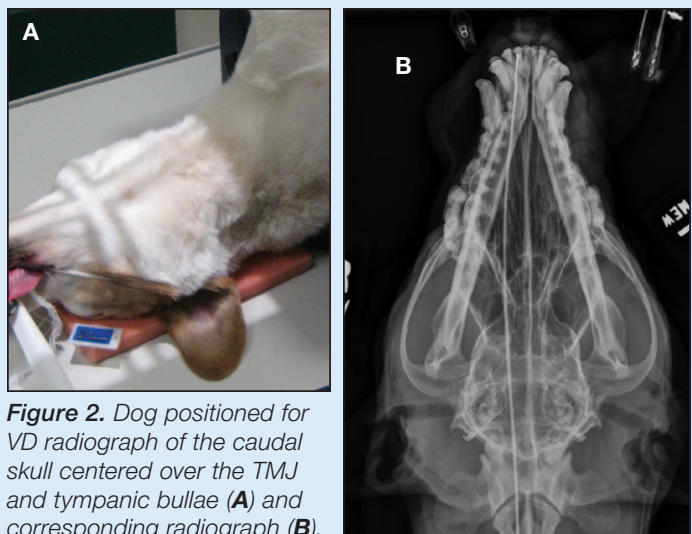 A
B
NEW
Figure 2. Dog positioned for
VD radiograph of the caudal
skull centered over the TMJ
and tympanic bullae (A) and
corresponding radiograph (B).